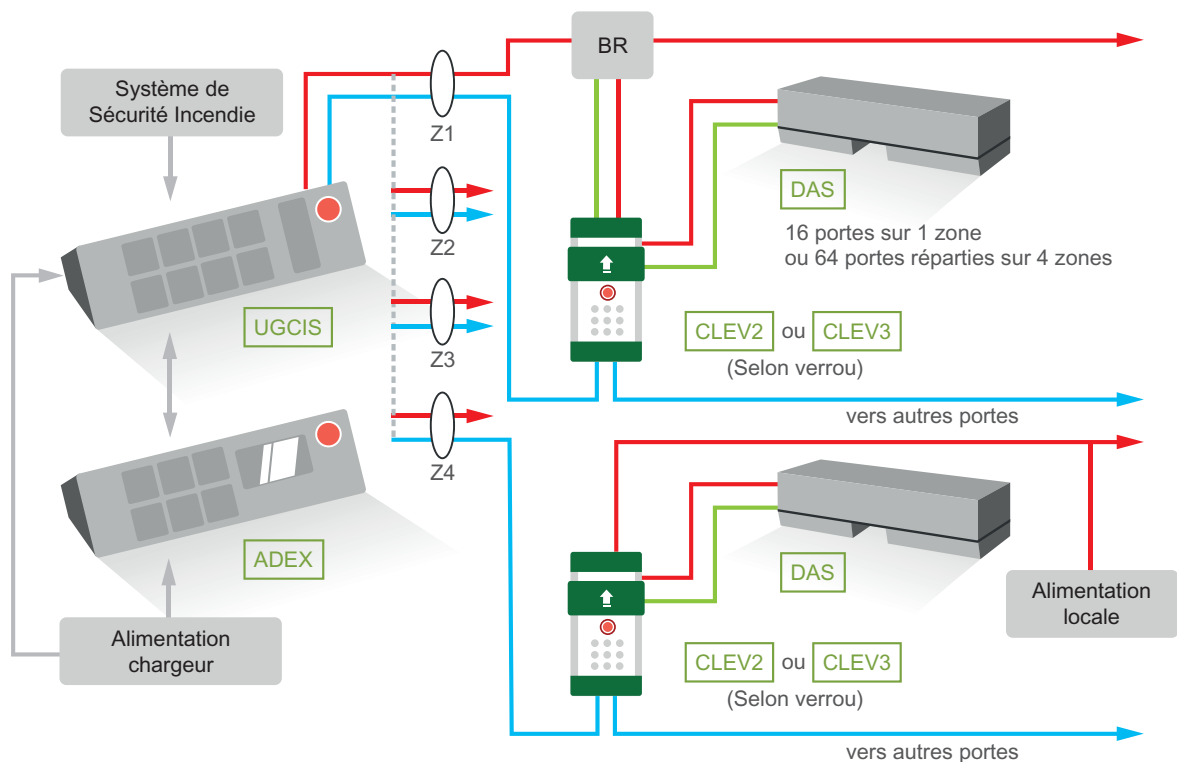 BR
Système de
Sécurité Incendie
Z1
DAS
16 portes sur 1 zone
ou 64 portes réparties sur 4 zones
Z2
UGCIS
Z3
CLEV2 ou CLEV3
(Selon verrou)
vers autres portes
Z4
ADEX
DAS
Alimentation
locale
Alimentation
chargeur
CLEV2 ou CLEV3
(Selon verrou)
vers autres portes